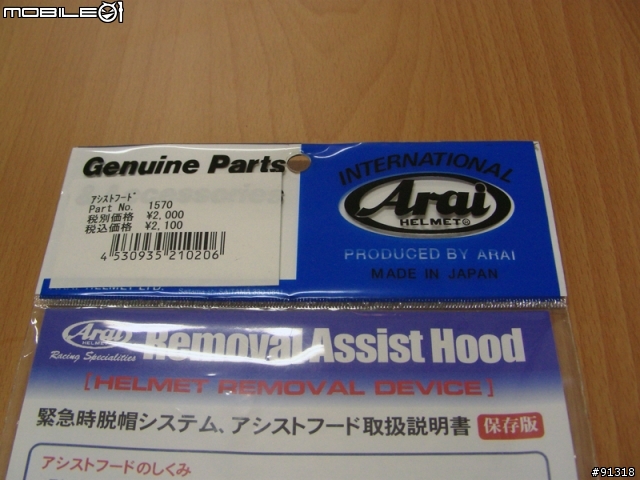 MOBILE01
Genuine Parts
アシストフード
Part No. 1570
税別価格 ¥2,000
税込価格 ¥2,100
4 530935 210206
INTERNATIONAL
Arai
HELMET®
PRODUCED BY ARAI
MADE IN JAPAN
HELMET LTD.
Arai
HELMET
Racing Specialities
Removal Assist Hood
[HELMET REMOVAL DEVICE]
緊急時脱帽システム、アシストフード取扱説明書 保存版
アシストフードのしくみ
#91318